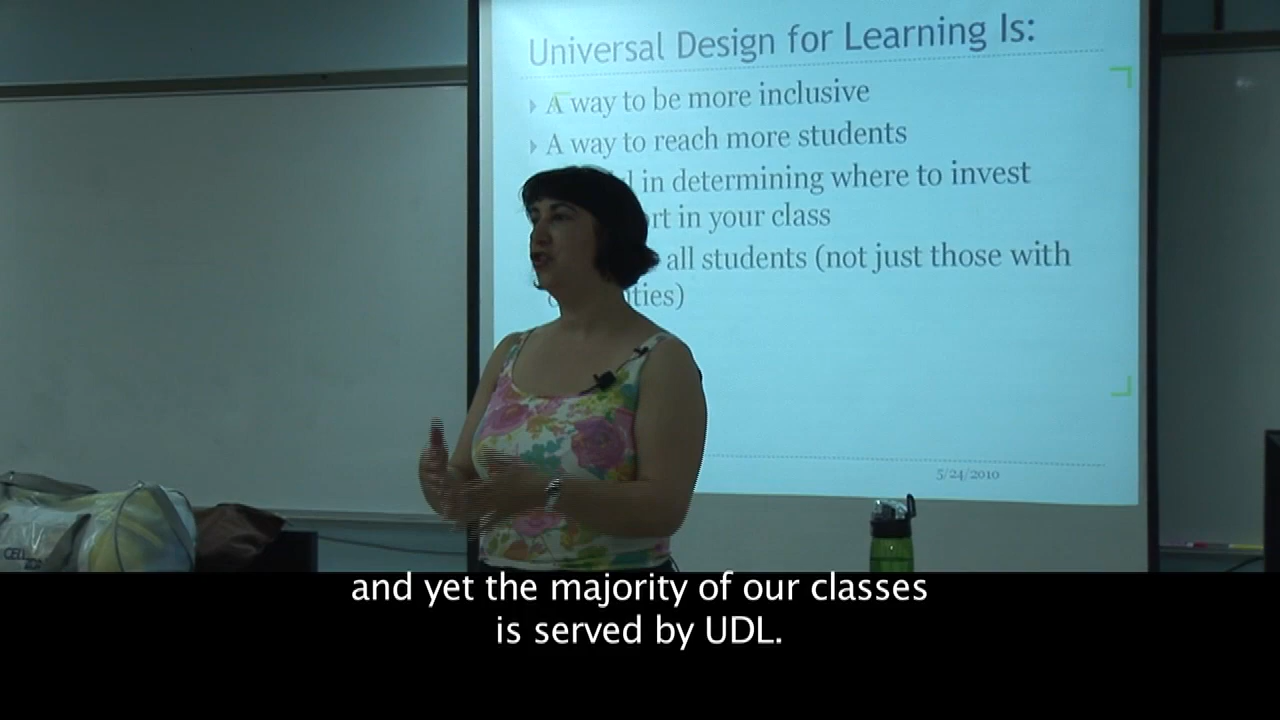 Universal Design for Learning Is:
A way to be more inclusive
A way to reach more students
in determining where to invest
in your class
all students (not just those with
5/24/2010
and yet the majority of our classes
is served by UDL.